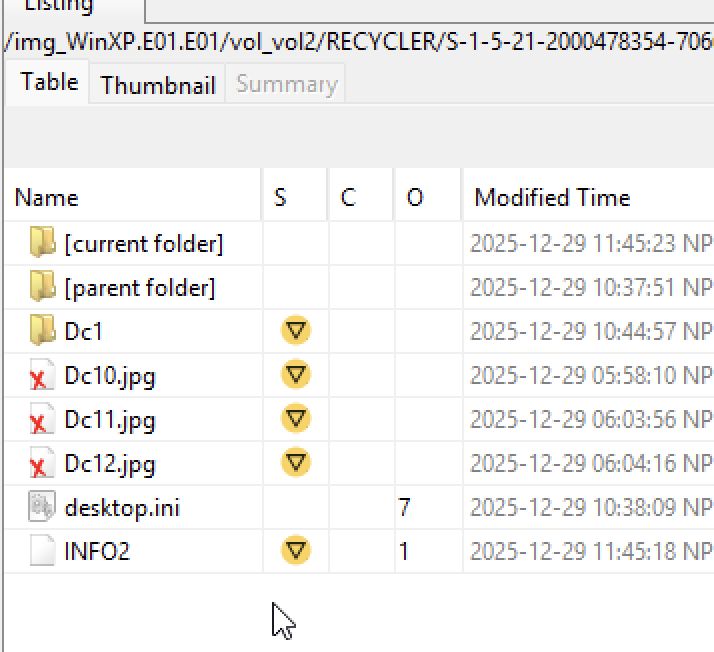 Listing
/img_WinXP.E01.E01/vol_vol2/RECYCLER/S-1-5-21-2000478354-706
Table Thumbnail Summary
Name S C O Modified Time
[current folder] 2025-12-29 11:45:23 NP
[parent folder] 2025-12-29 10:37:51 NP
Dc1 2025-12-29 10:44:57 NP
Dc10.jpg 2025-12-29 05:58:10 NP
Dc11.jpg 2025-12-29 06:03:56 NP
Dc12.jpg 2025-12-29 06:04:16 NP
desktop.ini 7 2025-12-29 10:38:09 NP
INFO2 1 2025-12-29 11:45:18 NP